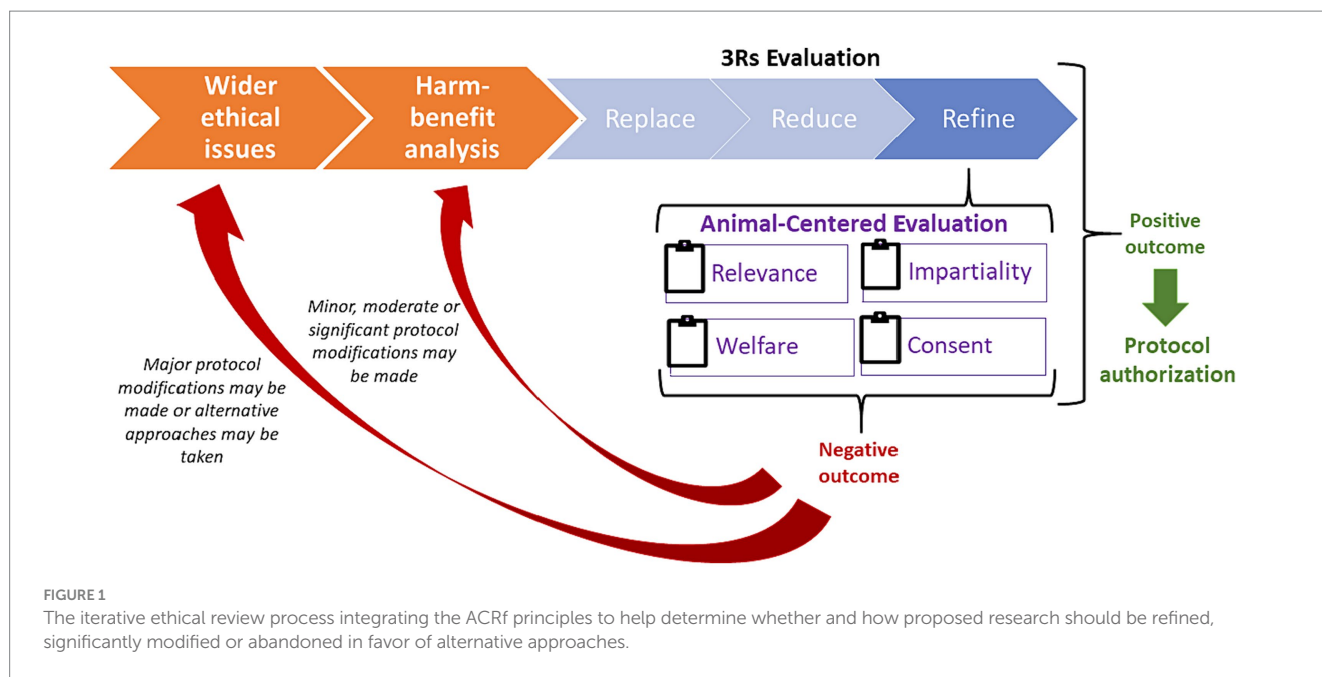 3Rs Evaluation
Wider
ethical
issues
Harm-
benefit
analysis
Replace
Reduce
Refine
Animal-Centered Evaluation
Relevance
Impartiality
Welfare
Consent
Positive
outcome
Protocol
authorization
Minor, moderate or
significant protocol
modifications may
be made
Major protocol
modifications may be
made or alternative
approaches may be
taken
Negative
outcome
FIGURE 1
The iterative ethical review process integrating the ACRf principles to help determine whether and how proposed research should be refined,
significantly modified or abandoned in favor of alternative approaches.